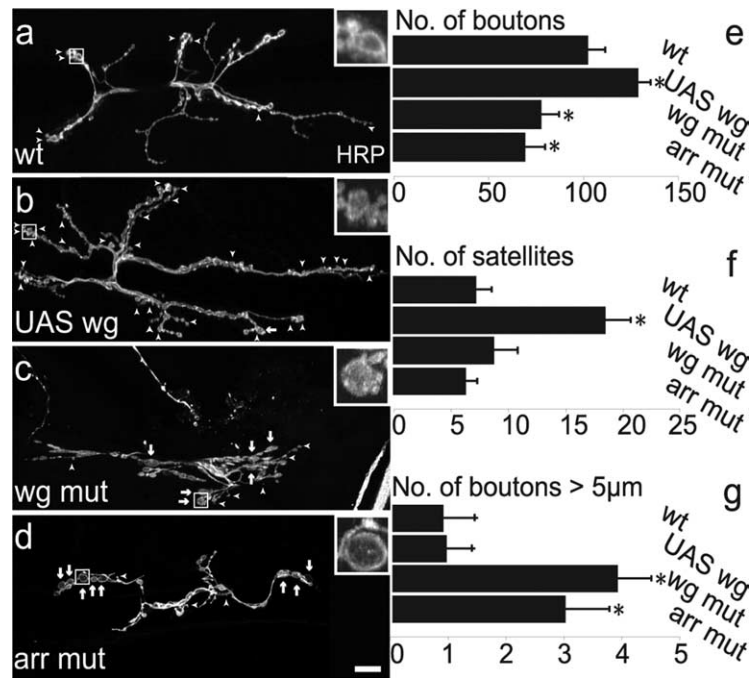 a
wt
HRP
b
UAS wg
c
wg mut
d
arr mut
No. of boutons
e
wt
* UAS wg
* wg mut
* arr mut
0 50 100 150
No. of satellites
f
wt
* UAS wg
wg mut
arr mut
0 5 10 15 20 25
No. of boutons > 5μm
g
wt
UAS wg
* wg mut
* arr mut
0 1 2 3 4 5